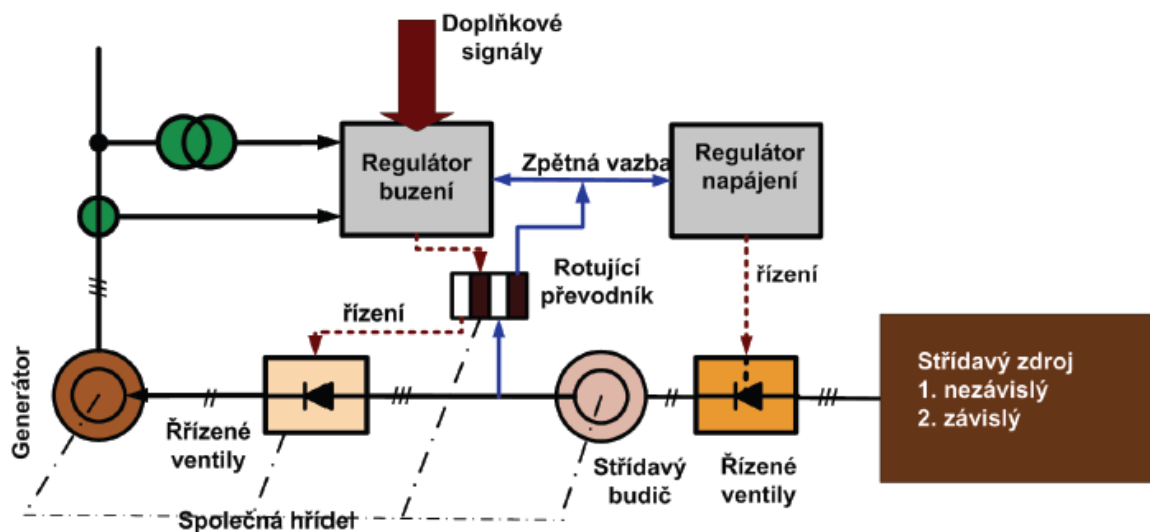 Doplňkové
signály
Regulátor
buzení
Zpětná vazba
Regulátor
napájení
Rotující
převodník
řízení
řízení
Generátor
Střídavý zdroj
1. nezávislý
2. závislý
Řřízené
ventily
Střídavý
budič
Řízené
ventily
Společná hřídel